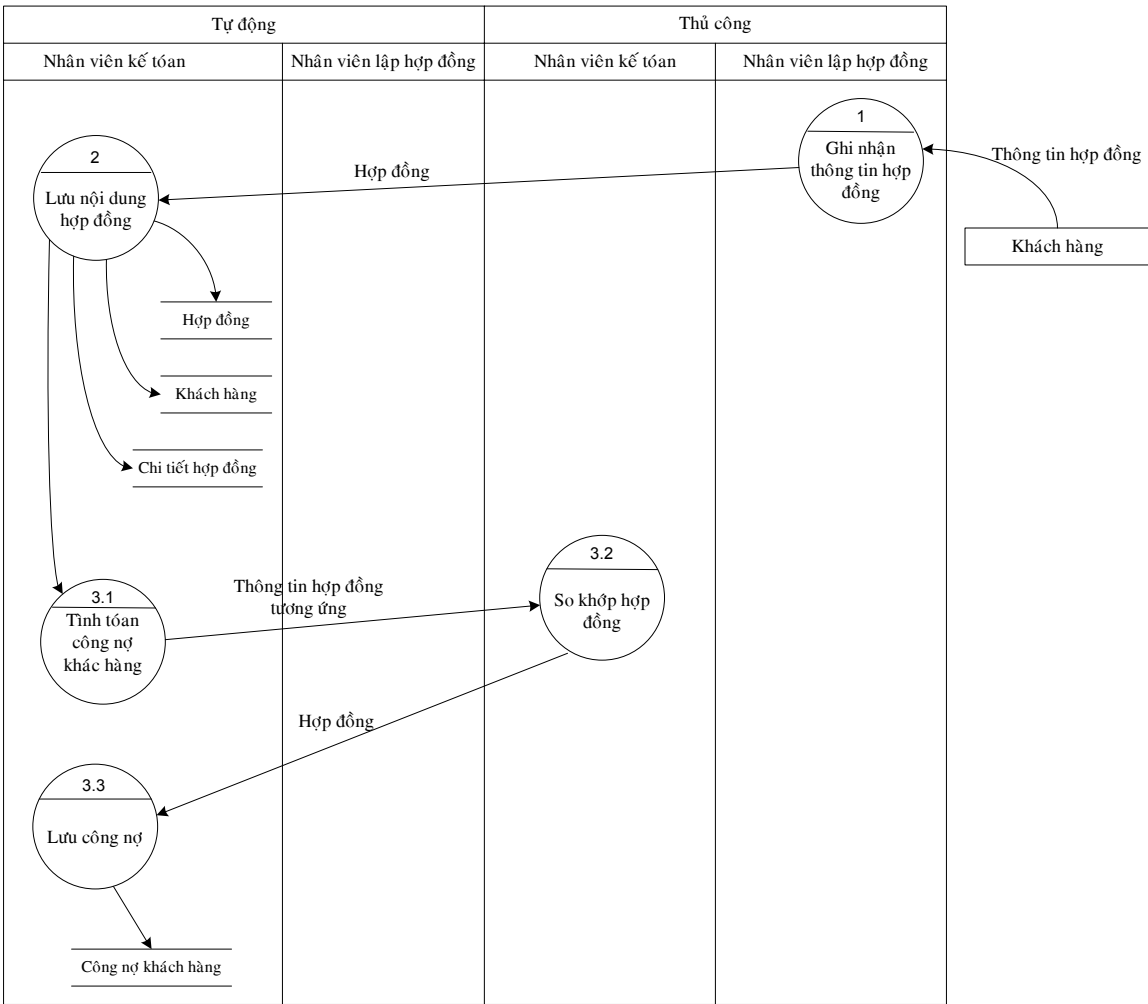 Tự động
Thủ công
Nhân viên kế tóan
Nhân viên lập hợp đồng
Nhân viên kế tóan
Nhân viên lập hợp đồng
1
Ghi nhận
thông tin hợp
đồng
Thông tin hợp đồng
Khách hàng
Hợp đồng
2
Lưu nội dung
hợp đồng
Hợp đồng
Khách hàng
Chi tiết hợp đồng
3.1
Tình tóan
công nợ
khác hàng
Thông tin hợp đồng
tương ứng
3.2
So khớp hợp
đồng
Hợp đồng
3.3
Lưu công nợ
Công nợ khách hàng